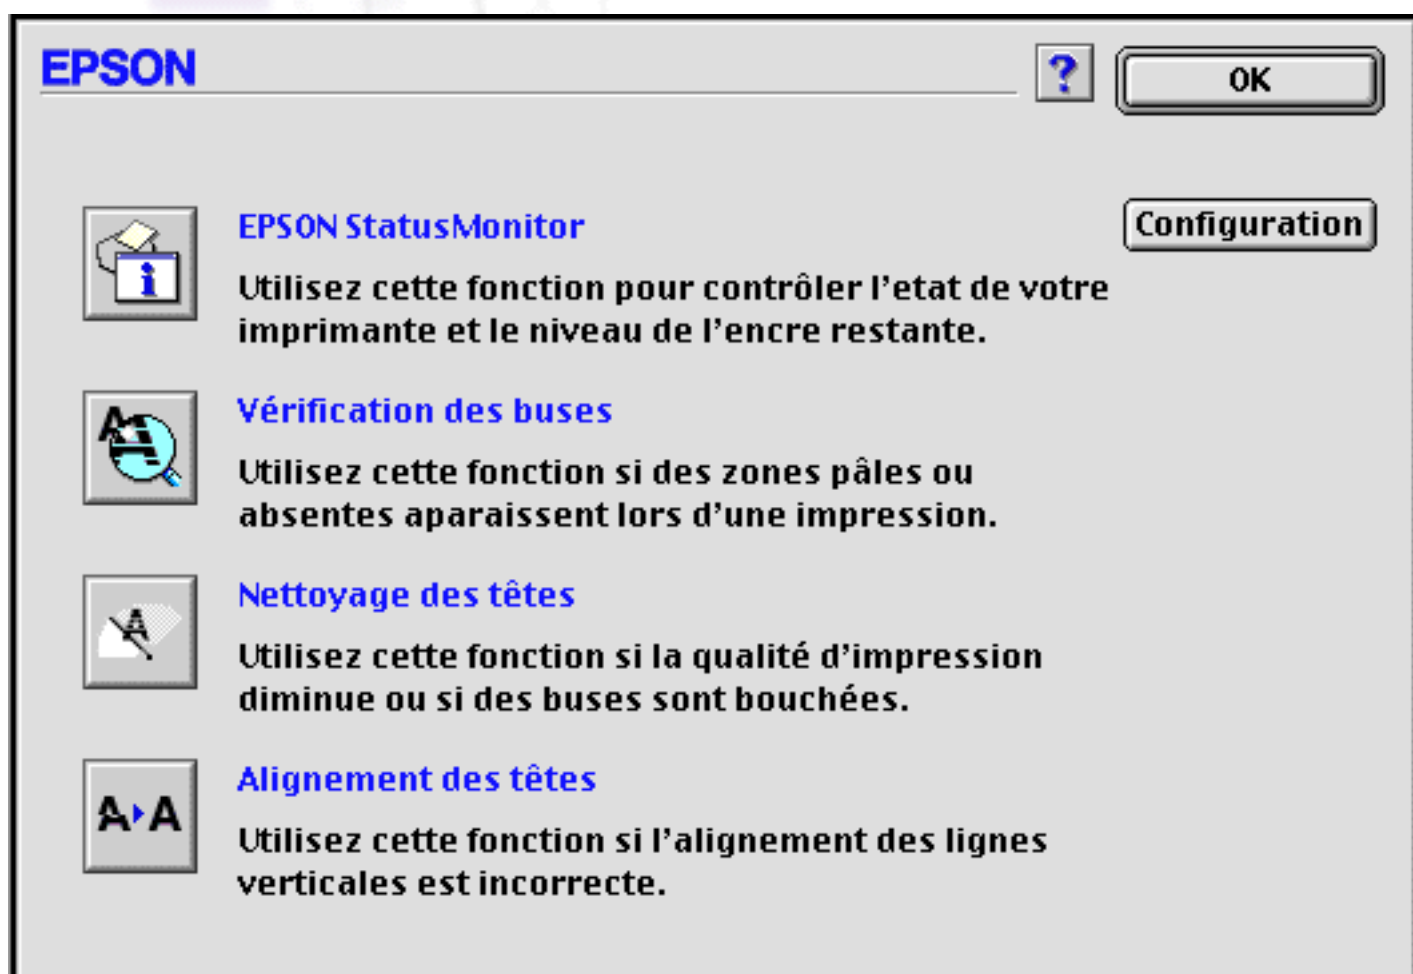 EPSON
?
OK
EPSON StatusMonitor
Configuration
Utilisez cette fonction pour contrôler l'etat de votre
imprimante et le niveau de l'encre restante.
Vérification des buses
Utilisez cette fonction si des zones pâles ou
absentes aparaissent lors d'une impression.
Nettoyage des têtes
Utilisez cette fonction si la qualité d'impression
diminue ou si des buses sont bouchées.
A▸A
Alignement des têtes
Utilisez cette fonction si l'alignement des lignes
verticales est incorrecte.